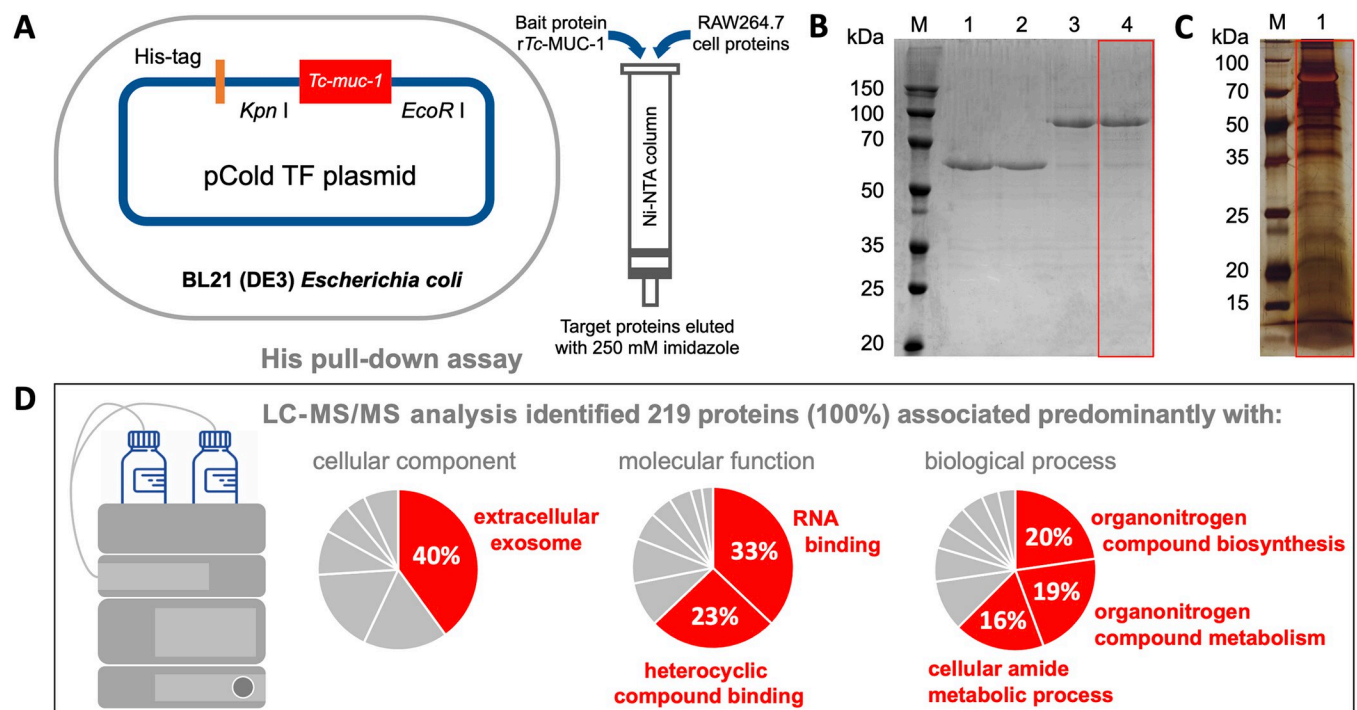 A
His-tag
Tc-muc-1
Kpn I
EcoR I
pCold TF plasmid
BL21 (DE3) Escherichia coli
Bait protein
rTc-MUC-1
RAW264.7
cell proteins
Ni-NTA column
Target proteins eluted
with 250 mM imidazole
His pull-down assay
B
kDa
M 1 2 3 4
150
100
70
50
35
25
20
C
kDa
M 1
100
70
50
35
25
20
15
D
LC-MS/MS analysis identified 219 proteins (100%) associated predominantly with:
cellular component
40%
extracellular
exosome
molecular function
33%
RNA
binding
23%
heterocyclic
compound binding
biological process
20%
organonitrogen
compound biosynthesis
19%
organonitrogen
compound metabolism
16%
cellular amide
metabolic process